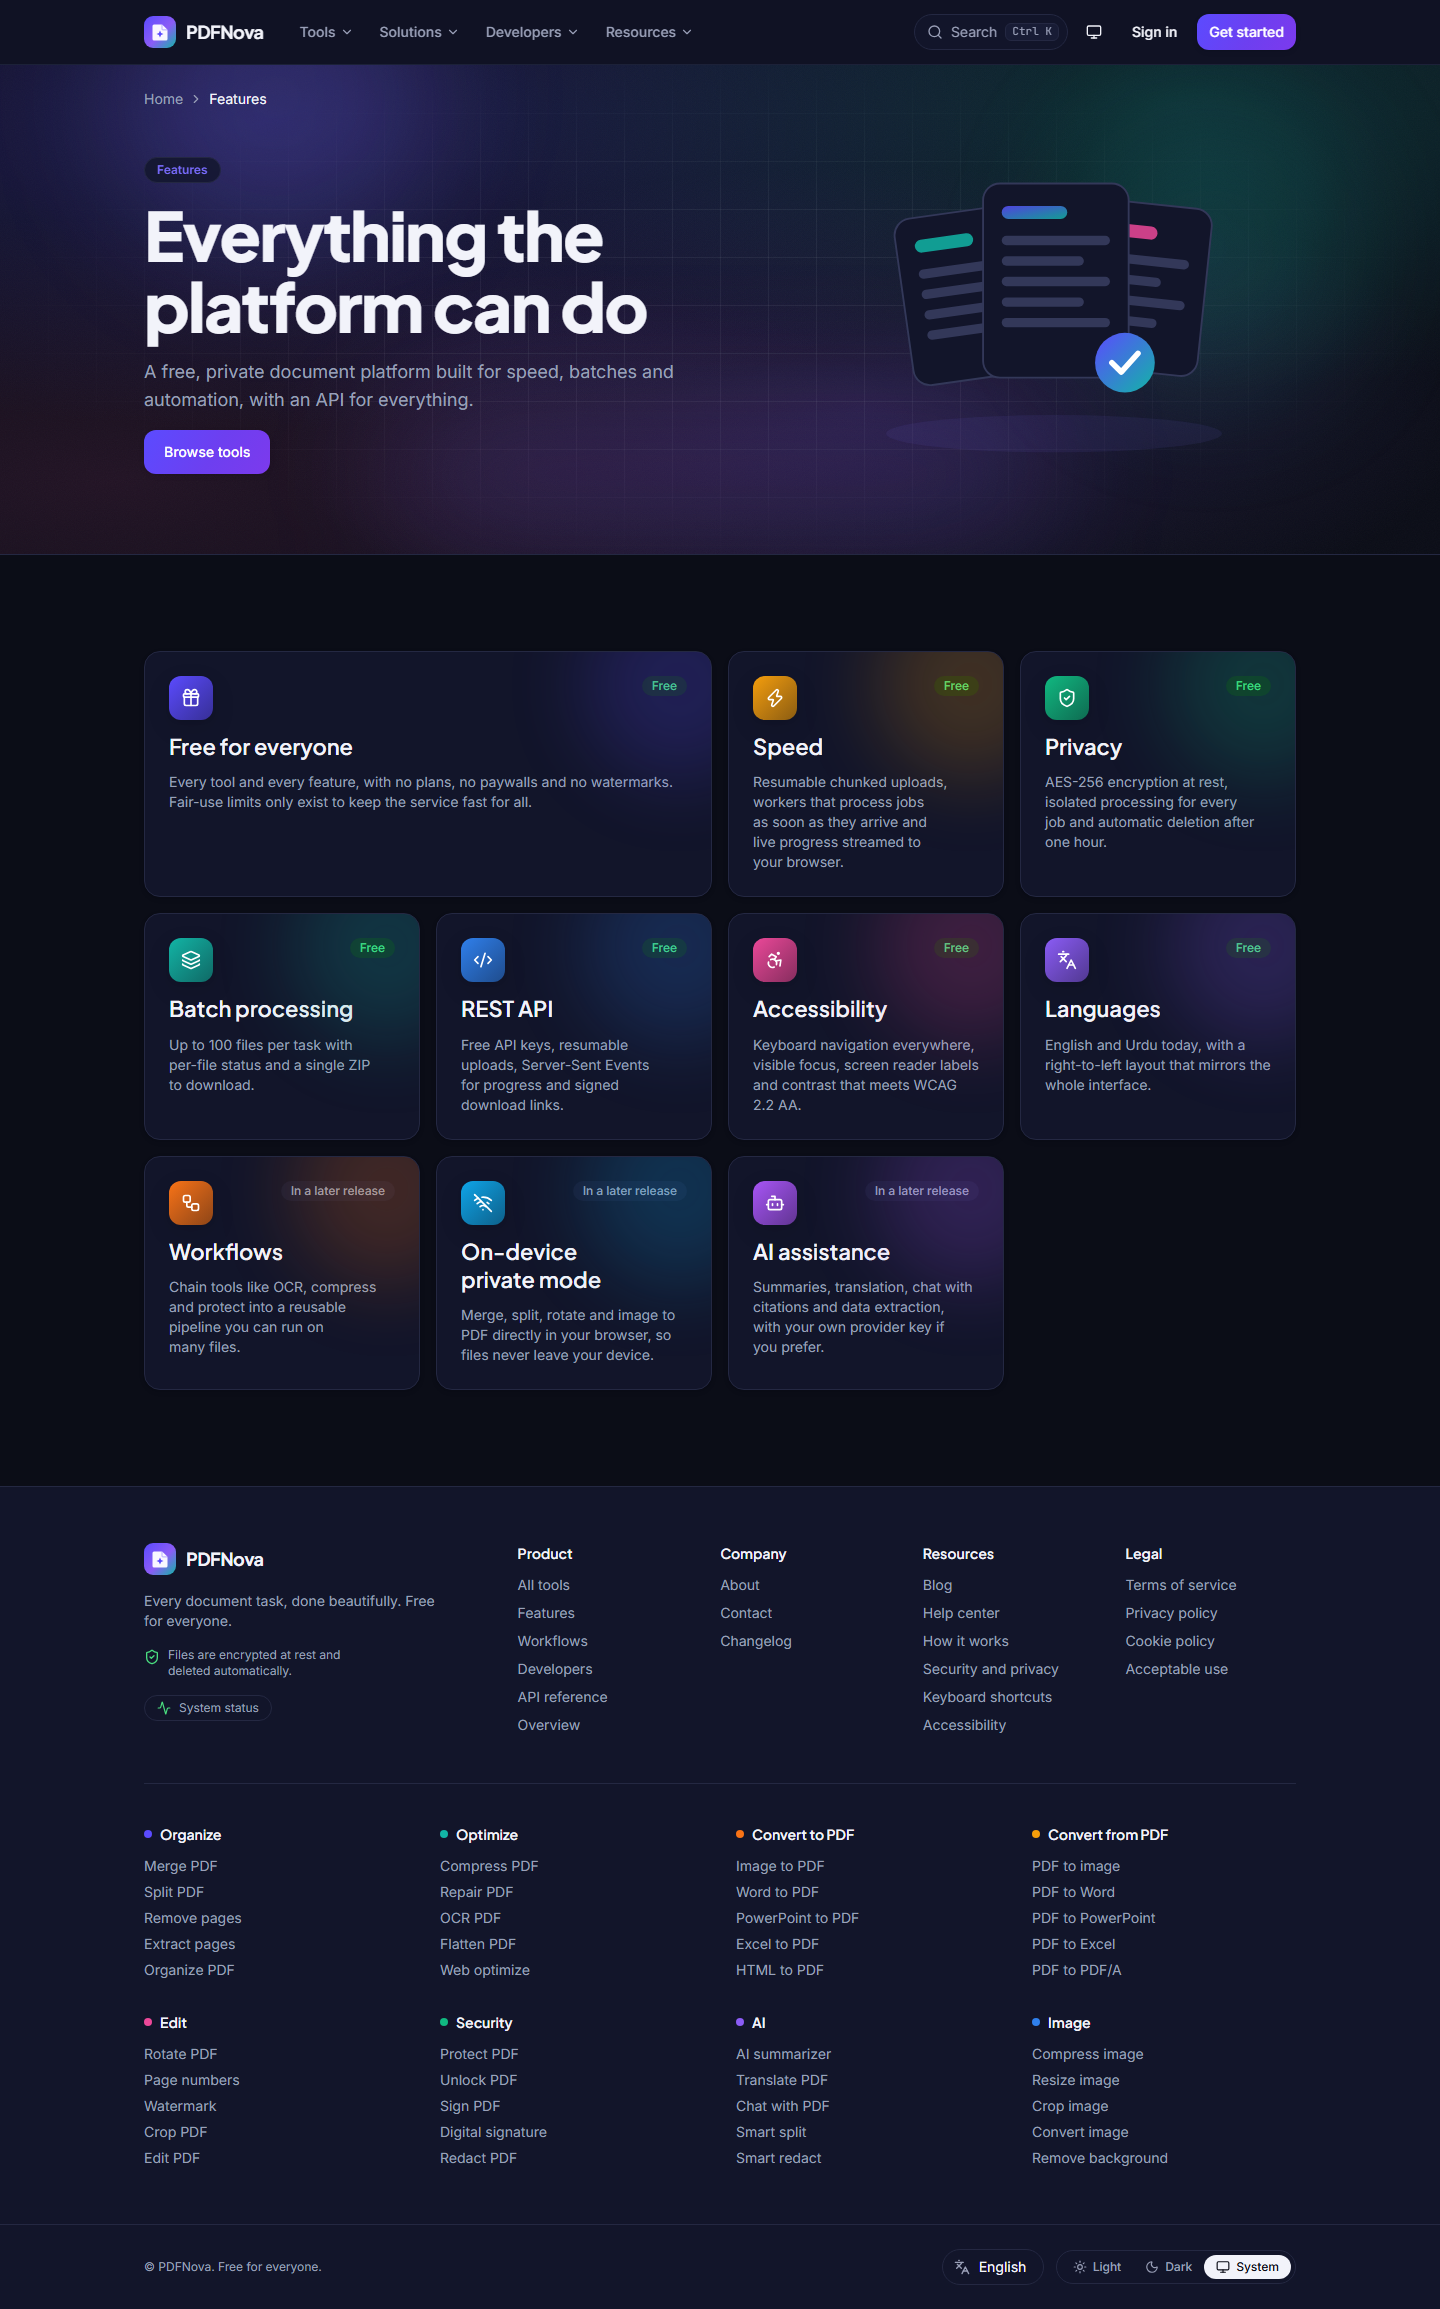 PDFNova
Tools
Solutions
Developers
Resources
Search
Ctrl K
Sign in
Get started
Home
Features
Features
Everything the
platform can do
A free, private document platform built for speed, batches and
automation, with an API for everything.
Browse tools
Free
Free for everyone
Every tool and every feature, with no plans, no paywalls and no watermarks.
Fair-use limits only exist to keep the service fast for all.
Free
Speed
Resumable chunked uploads,
workers that process jobs
as soon as they arrive and
live progress streamed to
your browser.
Free
Privacy
AES-256 encryption at rest,
isolated processing for every
job and automatic deletion after
one hour.
Free
Batch processing
Up to 100 files per task with
per-file status and a single ZIP
to download.
Free
REST API
Free API keys, resumable
uploads, Server-Sent Events
for progress and signed
download links.
Free
Accessibility
Keyboard navigation everywhere,
visible focus, screen reader labels
and contrast that meets WCAG
2.2 AA.
Free
Languages
English and Urdu today, with a
right-to-left layout that mirrors the
whole interface.
In a later release
Workflows
Chain tools like OCR, compress
and protect into a reusable
pipeline you can run on
many files.
In a later release
On-device
private mode
Merge, split, rotate and image to
PDF directly in your browser, so
files never leave your device.
In a later release
AI assistance
Summaries, translation, chat with
citations and data extraction,
with your own provider key if
you prefer.
PDFNova
Every document task, done beautifully. Free
for everyone.
Files are encrypted at rest and
deleted automatically.
System status
Product
All tools
Features
Workflows
Developers
API reference
Overview
Company
About
Contact
Changelog
Resources
Blog
Help center
How it works
Security and privacy
Keyboard shortcuts
Accessibility
Legal
Terms of service
Privacy policy
Cookie policy
Acceptable use
Organize
Merge PDF
Split PDF
Remove pages
Extract pages
Organize PDF
Optimize
Compress PDF
Repair PDF
OCR PDF
Flatten PDF
Web optimize
Convert to PDF
Image to PDF
Word to PDF
PowerPoint to PDF
Excel to PDF
HTML to PDF
Convert from PDF
PDF to image
PDF to Word
PDF to PowerPoint
PDF to Excel
PDF to PDF/A
Edit
Rotate PDF
Page numbers
Watermark
Crop PDF
Edit PDF
Security
Protect PDF
Unlock PDF
Sign PDF
Digital signature
Redact PDF
AI
AI summarizer
Translate PDF
Chat with PDF
Smart split
Smart redact
Image
Compress image
Resize image
Crop image
Convert image
Remove background
© PDFNova. Free for everyone.
English
Light
Dark
System